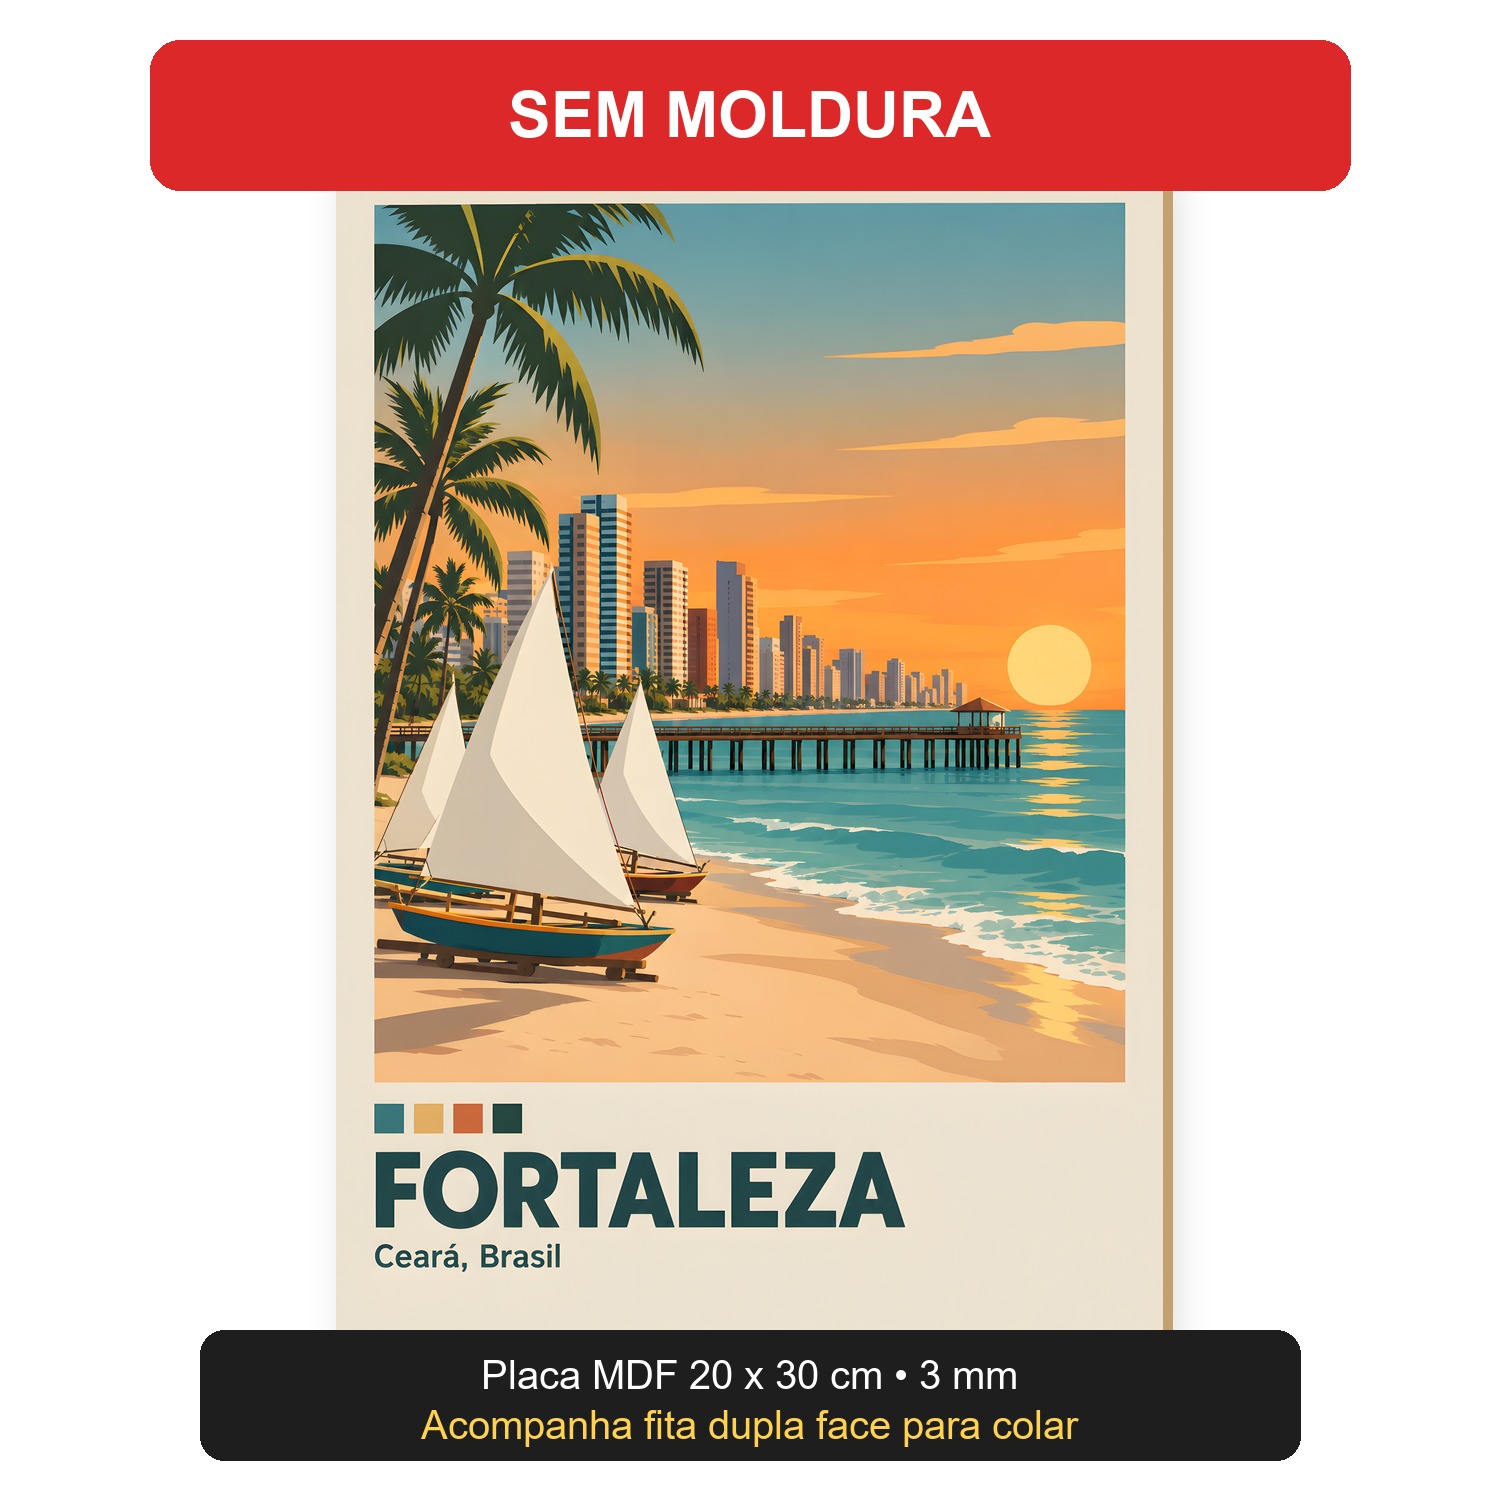 SEM MOLDURA
FORTALEZA
Ceará, Brasil
Placa MDF 20 x 30 cm • 3 mm
Acompanha fita dupla face para colar